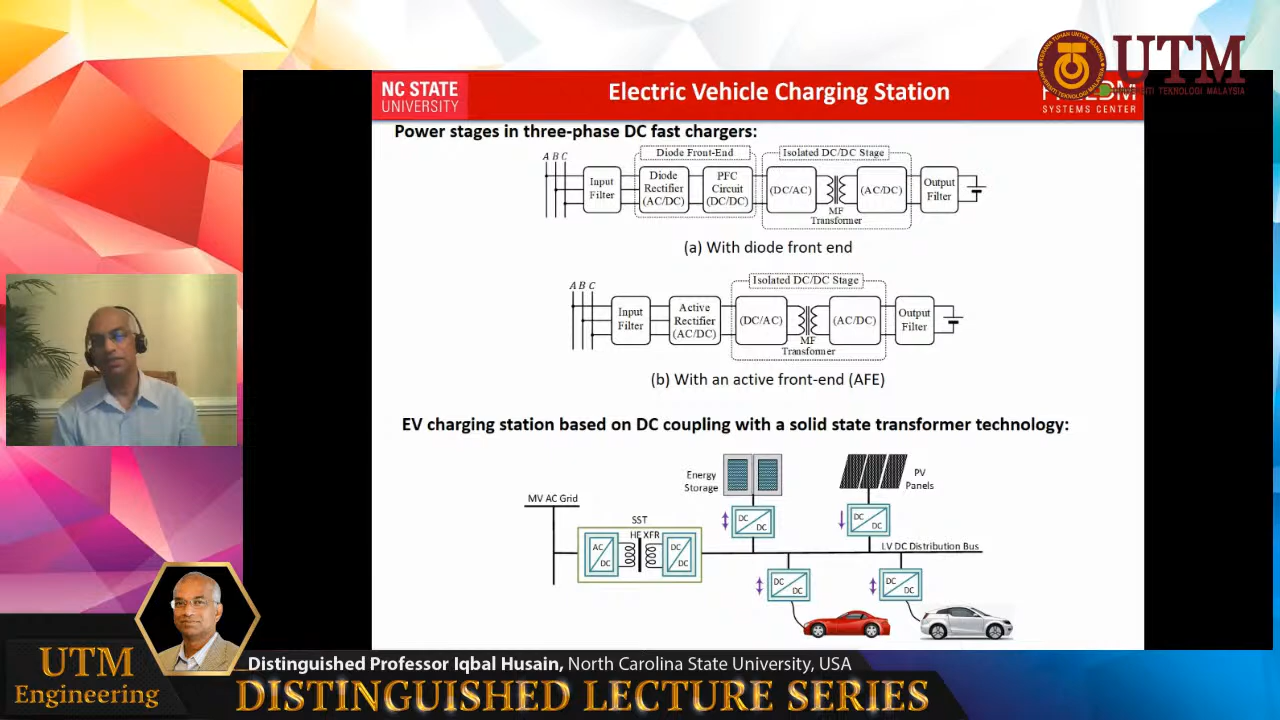 UTM
UNIVERSITI TEKNOLOGI MALAYSIA
NC STATE
UNIVERSITY
Electric Vehicle Charging Station
SYSTEMS CENTER
Power stages in three-phase DC fast chargers:
A B C
Diode Front-End
Isolated DC/DC Stage
Input
Filter
Diode
Rectifier
(AC/DC)
PFC
Circuit
(DC/DC)
(DC/AC)
MF
Transformer
(AC/DC)
Output
Filter
(a) With diode front end
A B C
Isolated DC/DC Stage
Input
Filter
Active
Rectifier
(AC/DC)
(DC/AC)
MF
Transformer
(AC/DC)
Output
Filter
(b) With an active front-end (AFE)
EV charging station based on DC coupling with a solid state transformer technology:
Energy
Storage
PV
Panels
MV AC Grid
SST
HF XFR
AC
DC
DC
DC
DC
DC
DC
DC
LV DC Distribution Bus
DC
DC
DC
DC
UTM
Engineering
Distinguished Professor Iqbal Husain, North Carolina State University, USA
DISTINGUISHED LECTURE SERIES